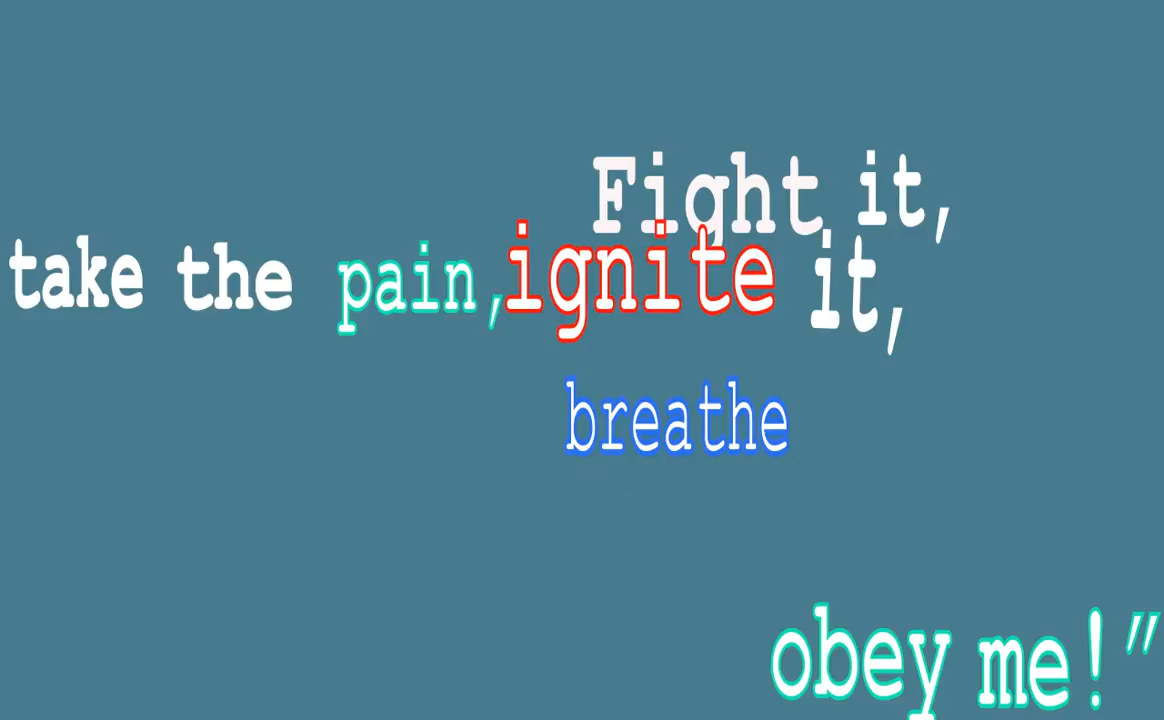 Fight it,
take the pain, ignite it,
breathe
obey me!”